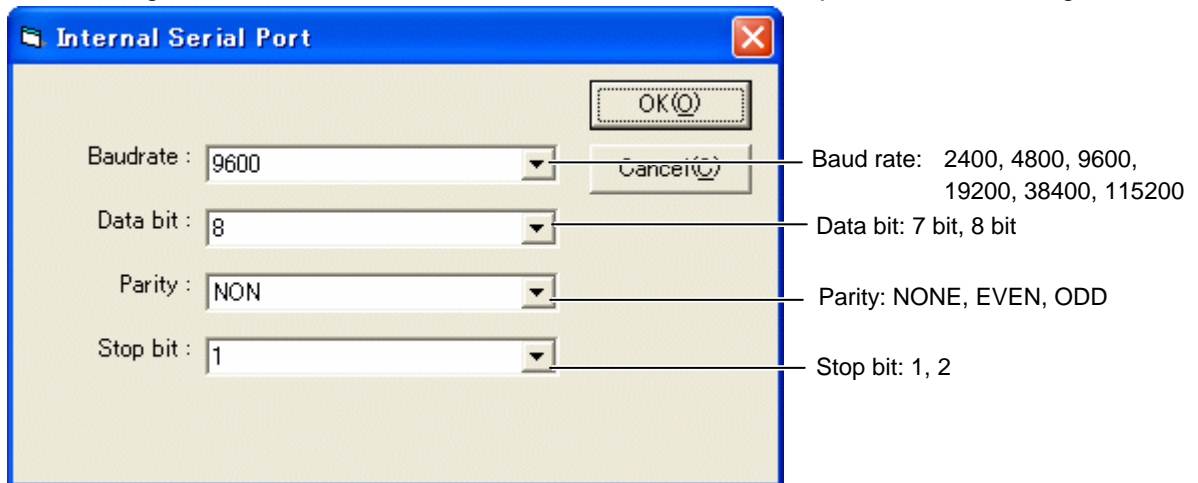 Internal Serial Port
OK(O)
Baudrate : 9600
Cancel(C)
Baud rate: 2400, 4800, 9600,
19200, 38400, 115200
Data bit : 8
Data bit: 7 bit, 8 bit
Parity : NON
Parity: NONE, EVEN, ODD
Stop bit : 1
Stop bit: 1, 2